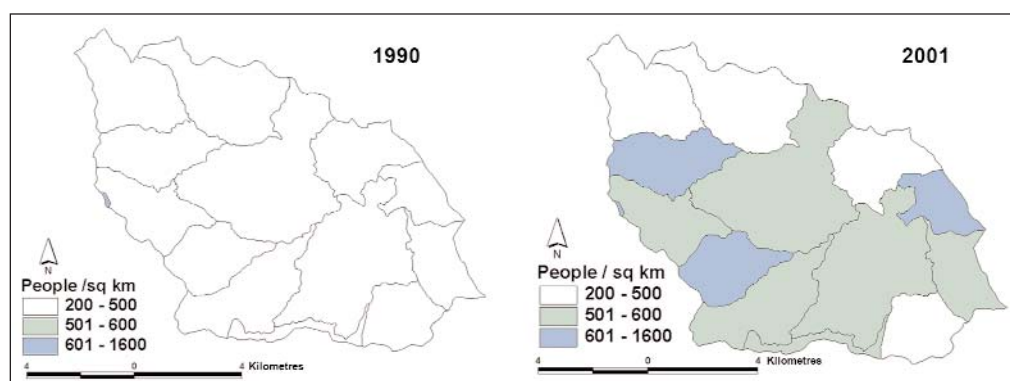 1990
N
People /sq km
200 - 500
501 - 600
601 - 1600
4 0 4 Kilometres
2001
N
People / sq km
200 - 500
501 - 600
601 - 1600
4 0 4 Kilometres